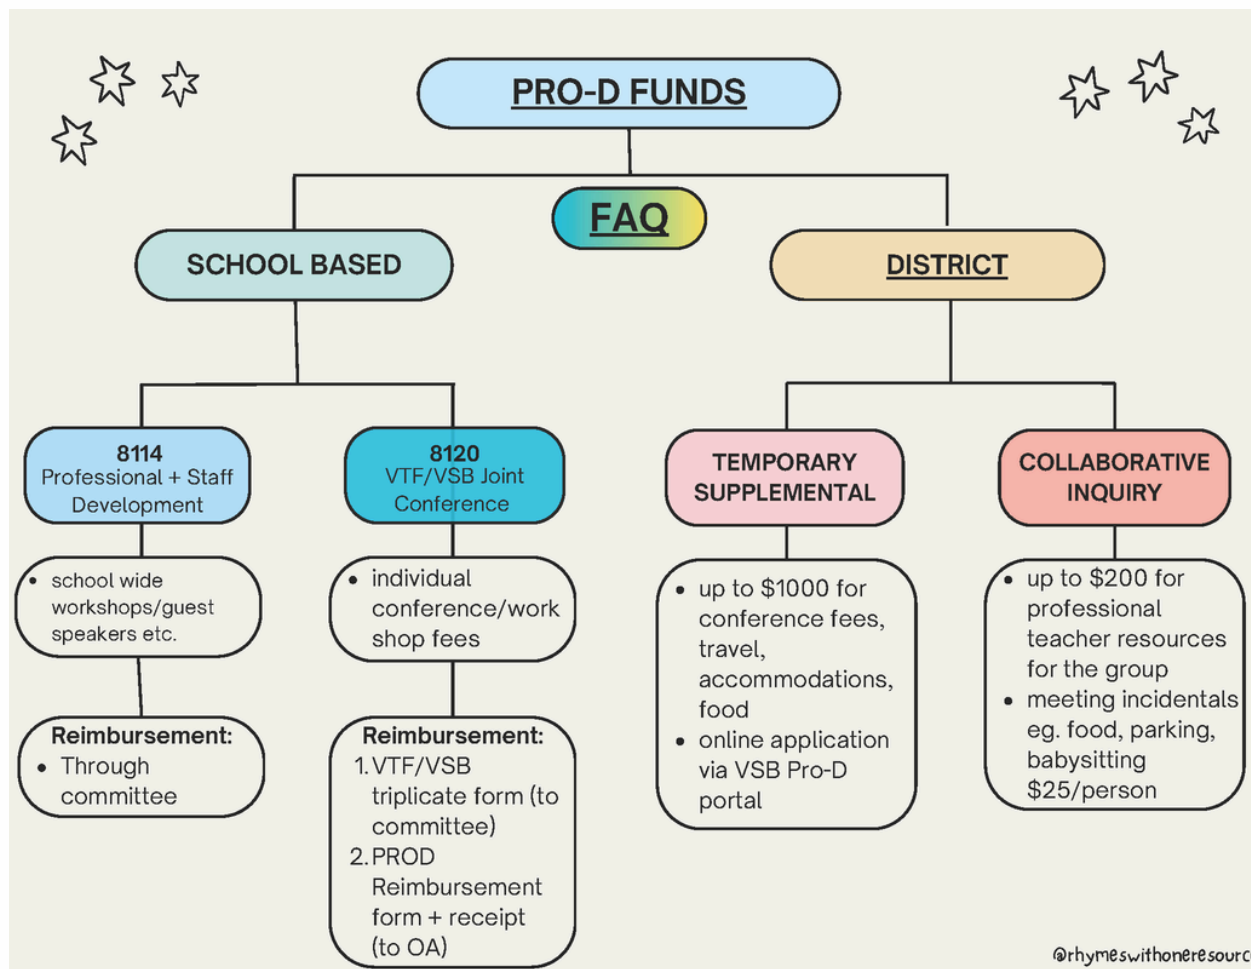 PRO-D FUNDS
FAQ
SCHOOL BASED
DISTRICT
8114
Professional + Staff
Development
8120
VTF/VSB Joint
Conference
TEMPORARY
SUPPLEMENTAL
COLLABORATIVE
INQUIRY
• school wide
workshops/guest
speakers etc.
• individual
conference/work
shop fees
• up to $1000 for
conference fees,
travel,
accommodations,
food
• online application
via VSB Pro-D
portal
• up to $200 for
professional
teacher resources
for the group
• meeting incidentals
eg. food, parking,
babysitting
$25/person
Reimbursement:
• Through
committee
Reimbursement:
1. VTF/VSB
triplicate form (to
committee)
2. PROD
Reimbursement
form + receipt
(to OA)
@rhymeswithoneresourc